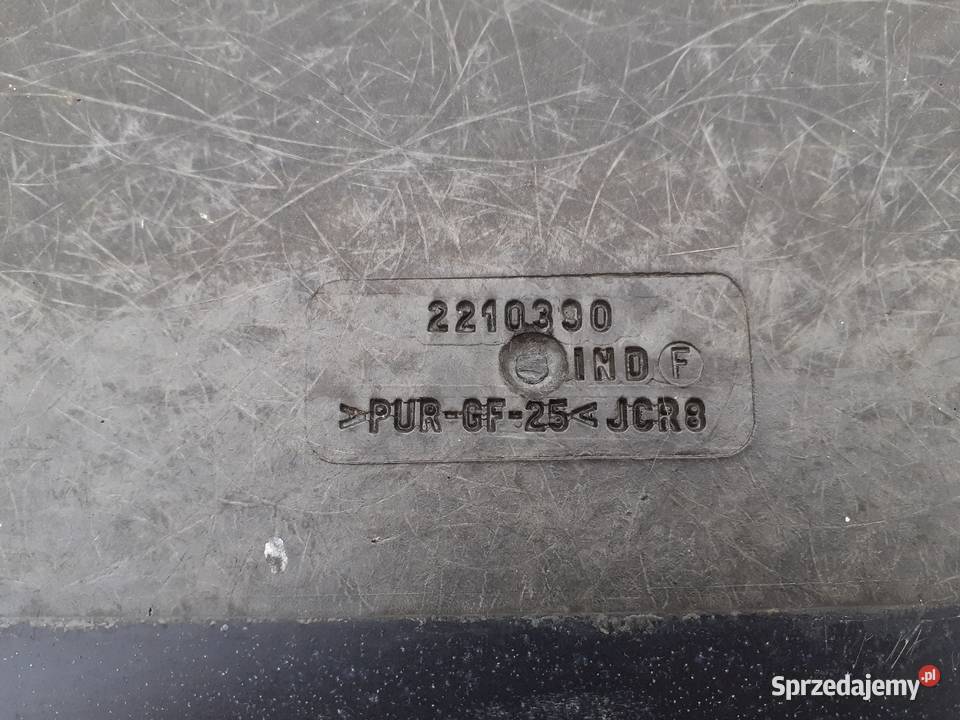 2210390
IND F
>PUR-GF-25< JCR8
Sprzedajemy.pl